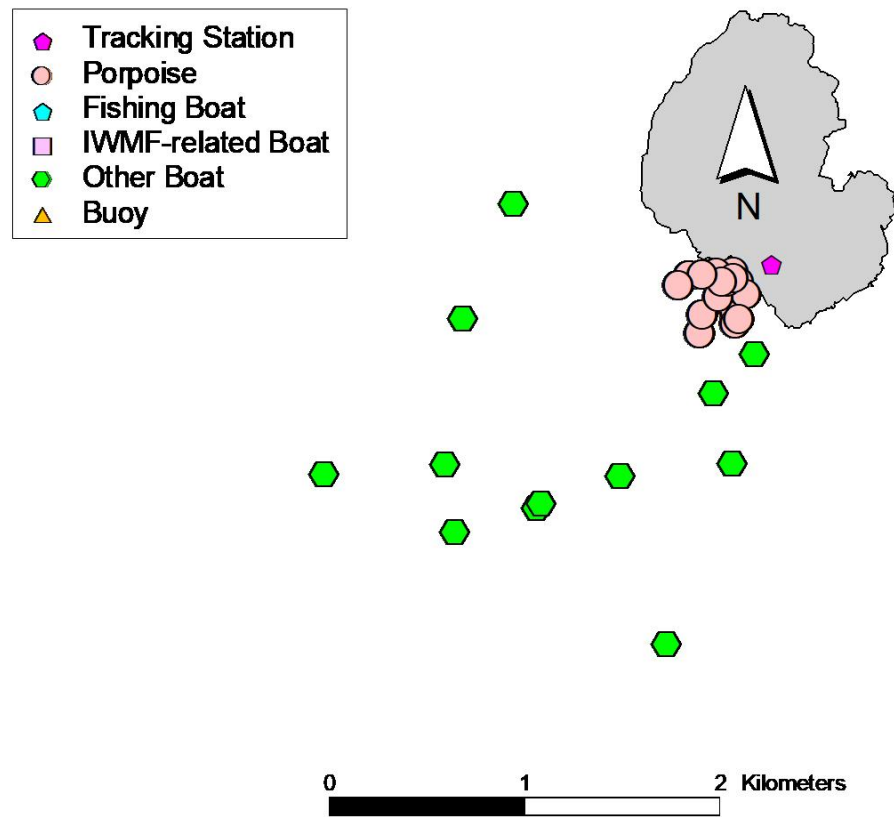 Tracking Station
Porpoise
Fishing Boat
IWMF-related Boat
Other Boat
Buoy
N
0 1 2 Kilometers